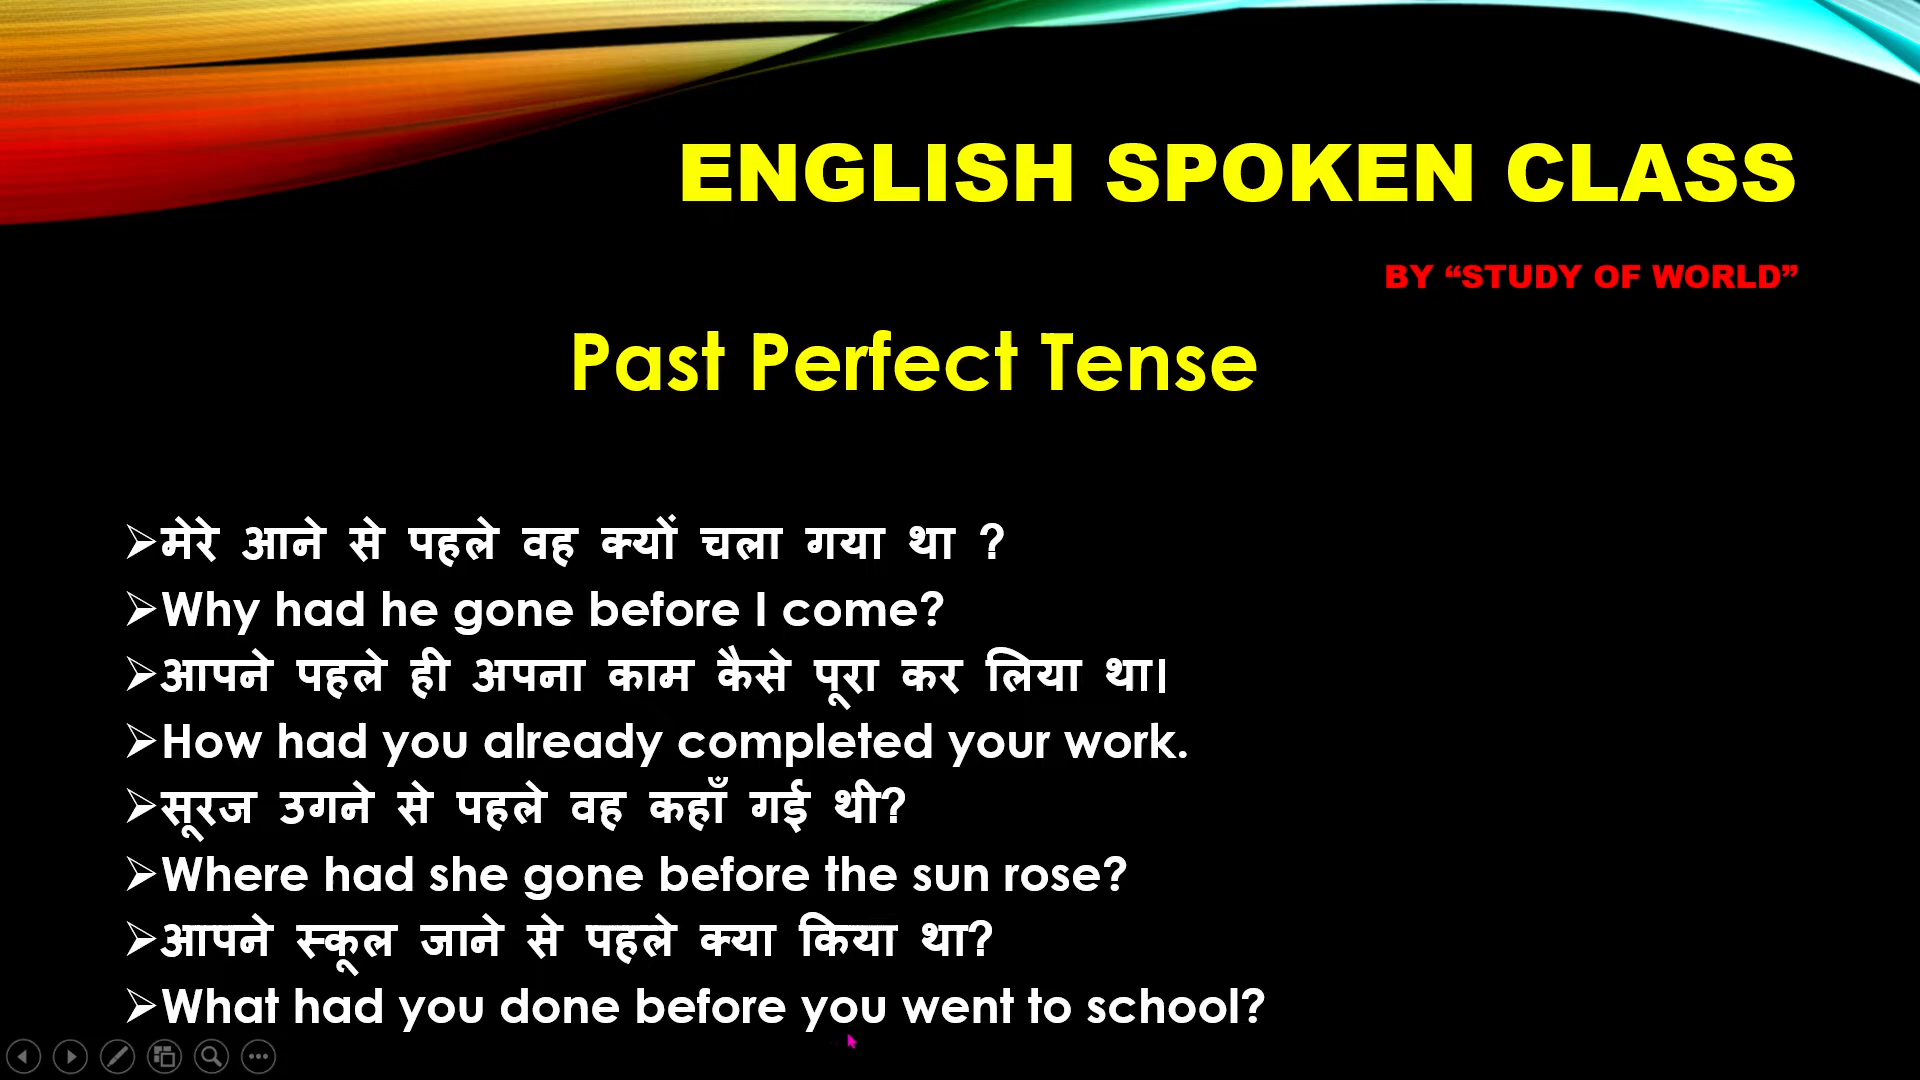 ENGLISH SPOKEN CLASS
BY “STUDY OF WORLD”
Past Perfect Tense
➢मेरे आने से पहले वह क्यों चला गया था ?
➢Why had he gone before I come?
➢आपने पहले ही अपना काम कैसे पूरा कर लिया था।
➢How had you already completed your work.
➢सूरज उगने से पहले वह कहाँ गई थी?
➢Where had she gone before the sun rose?
➢आपने स्कूल जाने से पहले क्या किया था?
➢What had you done before you went to school?